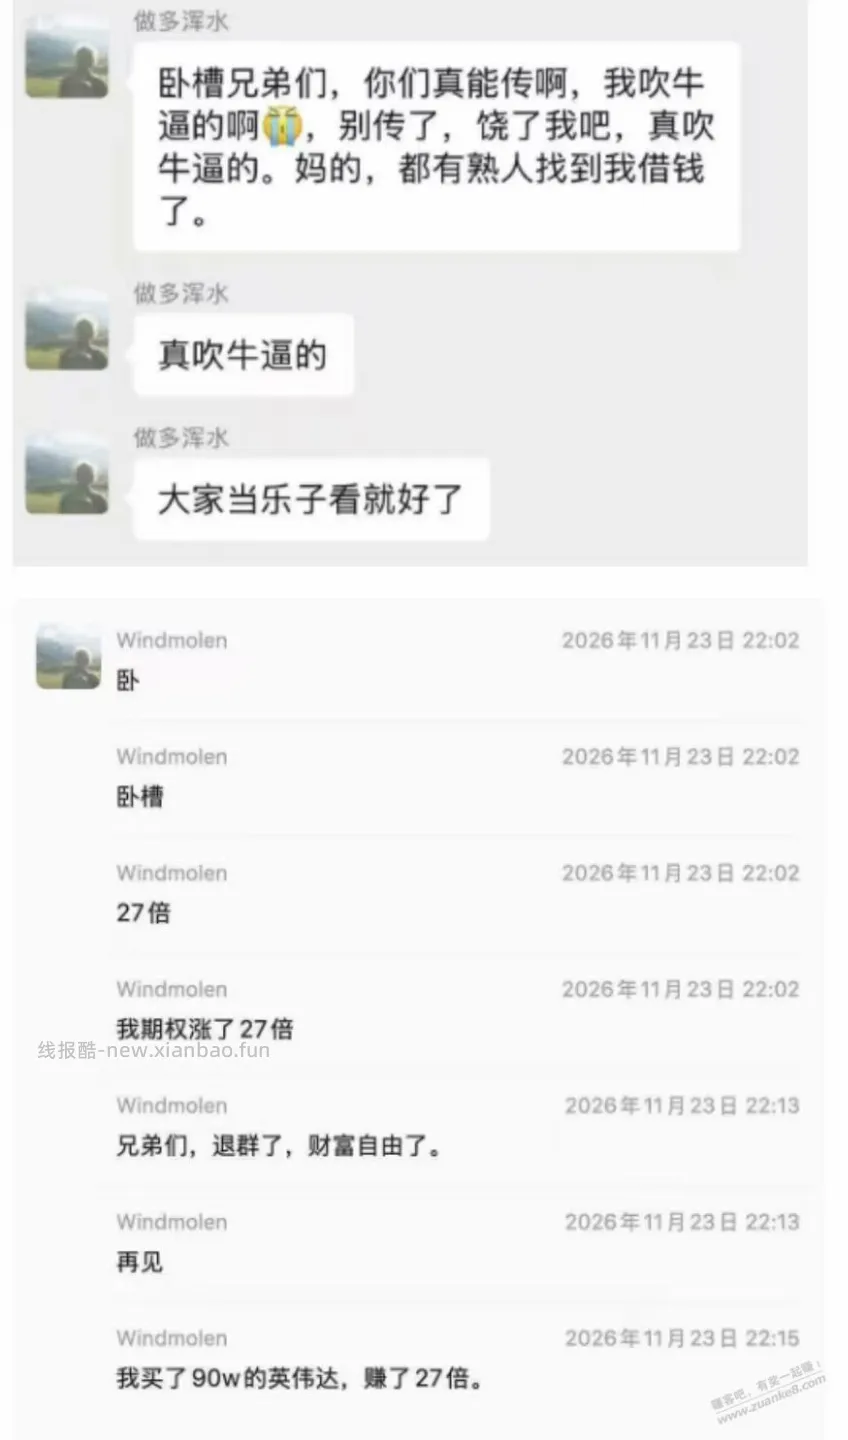 做多浑水
卧槽兄弟们，你们真能传啊，我吹牛
逼的啊😭，别传了，饶了我吧，真吹
牛逼的。妈的，都有熟人找到我借钱
了。
做多浑水
真吹牛逼的
做多浑水
大家当乐子看就好了
Windmolen 2026年11月23日 22:02
卧
Windmolen 2026年11月23日 22:02
卧槽
Windmolen 2026年11月23日 22:02
27倍
Windmolen 2026年11月23日 22:02
我期权涨了27倍
线报酷-new.xianbao.fun
Windmolen 2026年11月23日 22:13
兄弟们，退群了，财富自由了。
Windmolen 2026年11月23日 22:13
再见
Windmolen 2026年11月23日 22:15
我买了90w的英伟达，赚了27倍。
赚客吧，有奖一起赚！
www.zuanke8.com